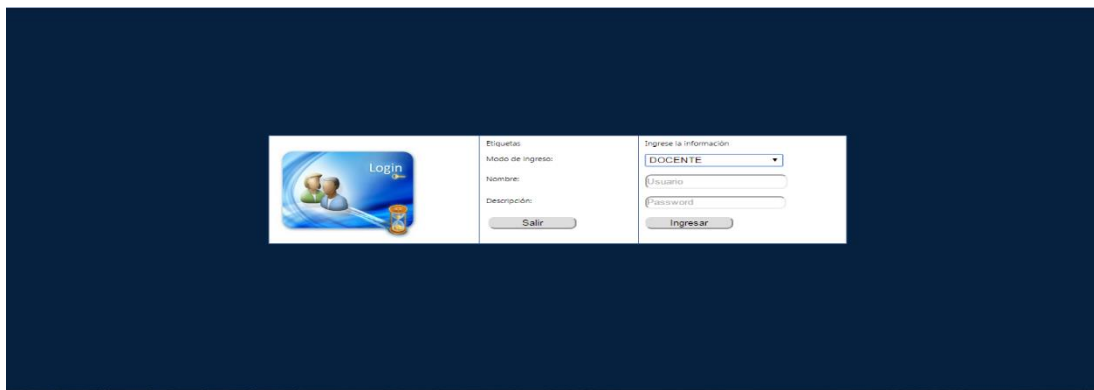 Login
Etiquetas
Ingrese la información
Modo de ingreso:
DOCENTE
Nombre:
Usuario
Descripción:
Password
Salir
Ingresar